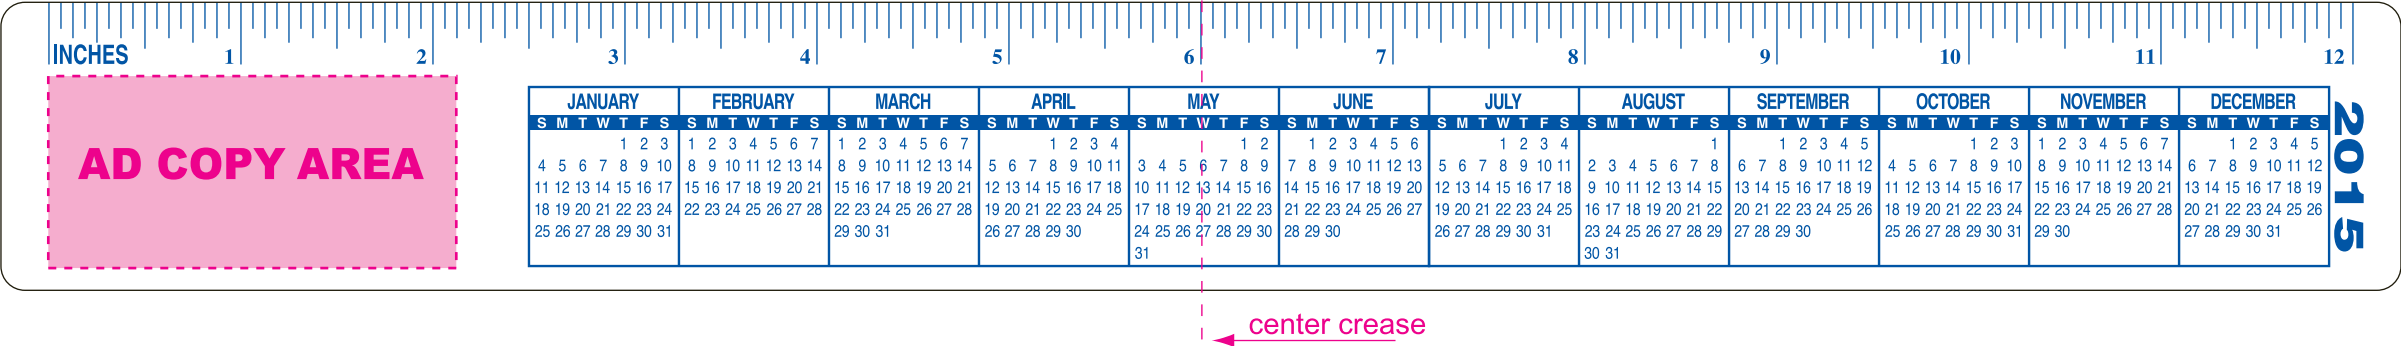 INCHES 1 2 3 4 5 6 7 8 9 10 11 12
AD COPY AREA
JANUARY
S M T W T F S
1 2 3
4 5 6 7 8 9 10
11 12 13 14 15 16 17
18 19 20 21 22 23 24
25 26 27 28 29 30 31
FEBRUARY
S M T W T F S
1 2 3 4 5 6 7
8 9 10 11 12 13 14
15 16 17 18 19 20 21
22 23 24 25 26 27 28
MARCH
S M T W T F S
1 2 3 4 5 6 7
8 9 10 11 12 13 14
15 16 17 18 19 20 21
22 23 24 25 26 27 28
29 30 31
APRIL
S M T W T F S
1 2 3 4
5 6 7 8 9 10 11
12 13 14 15 16 17 18
19 20 21 22 23 24 25
26 27 28 29 30
MAY
S M T W T F S
1 2
3 4 5 6 7 8 9
10 11 12 13 14 15 16
17 18 19 20 21 22 23
24 25 26 27 28 29 30
31
JUNE
S M T W T F S
1 2 3 4 5 6
7 8 9 10 11 12 13
14 15 16 17 18 19 20
21 22 23 24 25 26 27
28 29 30
JULY
S M T W T F S
1 2 3 4
5 6 7 8 9 10 11
12 13 14 15 16 17 18
19 20 21 22 23 24 25
26 27 28 29 30 31
AUGUST
S M T W T F S
1
2 3 4 5 6 7 8
9 10 11 12 13 14 15
16 17 18 19 20 21 22
23 24 25 26 27 28 29
30 31
SEPTEMBER
S M T W T F S
1 2 3 4 5
6 7 8 9 10 11 12
13 14 15 16 17 18 19
20 21 22 23 24 25 26
27 28 29 30
OCTOBER
S M T W T F S
1 2 3
4 5 6 7 8 9 10
11 12 13 14 15 16 17
18 19 20 21 22 23 24
25 26 27 28 29 30 31
NOVEMBER
S M T W T F S
1 2 3 4 5 6 7
8 9 10 11 12 13 14
15 16 17 18 19 20 21
22 23 24 25 26 27 28
29 30
DECEMBER
S M T W T F S
1 2 3 4 5
6 7 8 9 10 11 12
13 14 15 16 17 18 19
20 21 22 23 24 25 26
27 28 29 30 31
2015
center crease